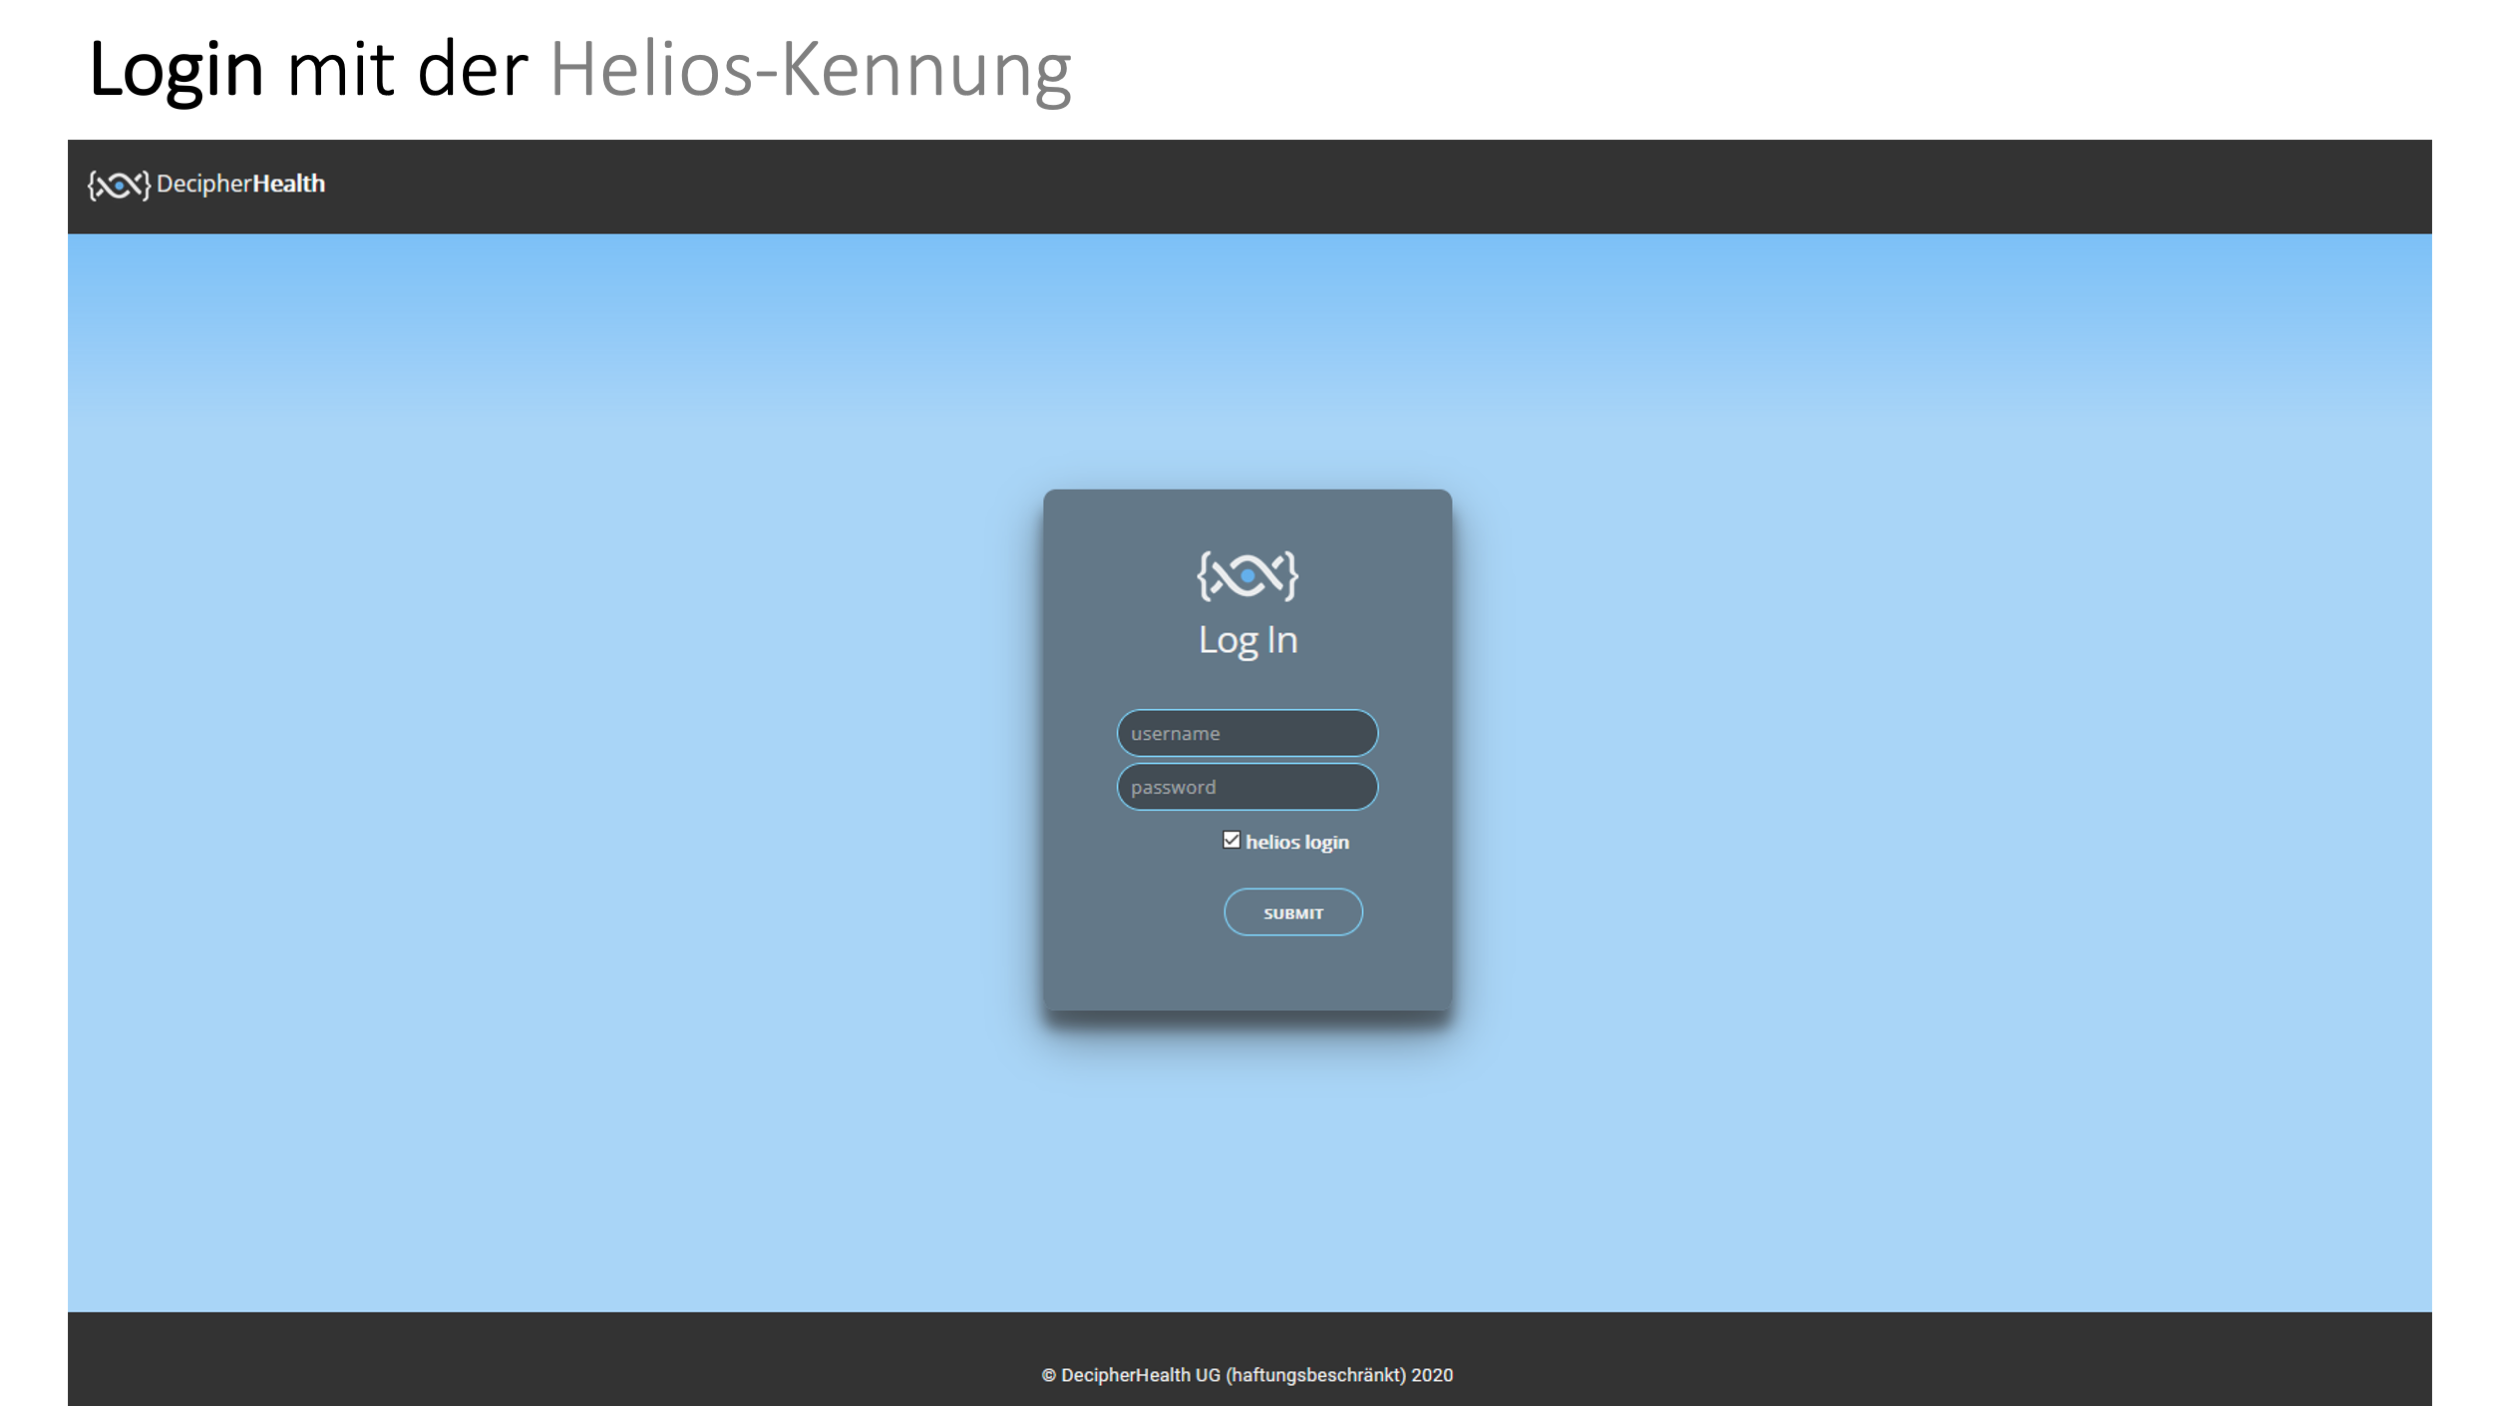 Login mit der Helios-Kennung
DecipherHealth
Log In
username
password
helios login
SUBMIT
© DecipherHealth UG (haftungsbeschränkt) 2020